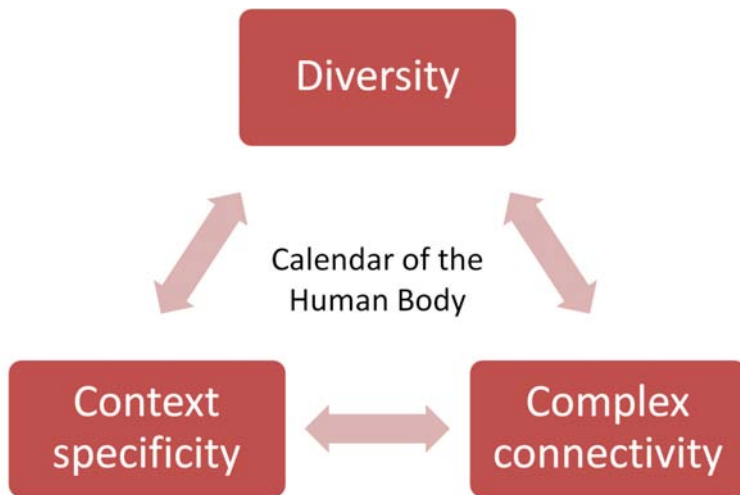 Diversity
Calendar of the
Human Body
Context
specificity
Complex
connectivity